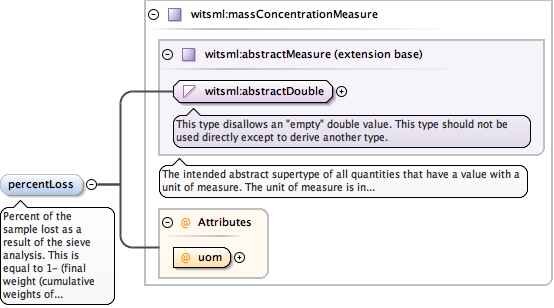 witsml:massConcentrationMeasure
witsml:abstractMeasure (extension base)
witsml:abstractDouble
This type disallows an "empty" double value. This type should not be
used directly except to derive another type.
The intended abstract supertype of all quantities that have a value with a
unit of measure. The unit of measure is in...
percentLoss
Percent of the
sample lost as a
result of the sieve
analysis. This is
equal to 1- (final
weight (cumulative
weights of...
@ Attributes
@ uom